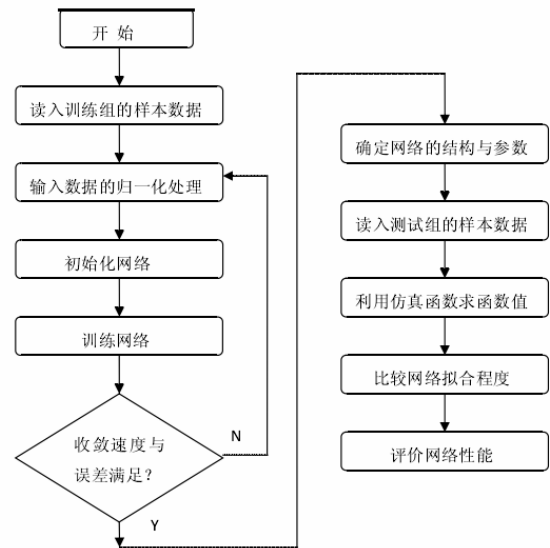 开 始
读入训练组的样本数据
输入数据的归一化处理
初始化网络
训练网络
收敛速度与
误差满足？
N
Y
确定网络的结构与参数
读入测试组的样本数据
利用仿真函数求函数值
比较网络拟合程度
评价网络性能